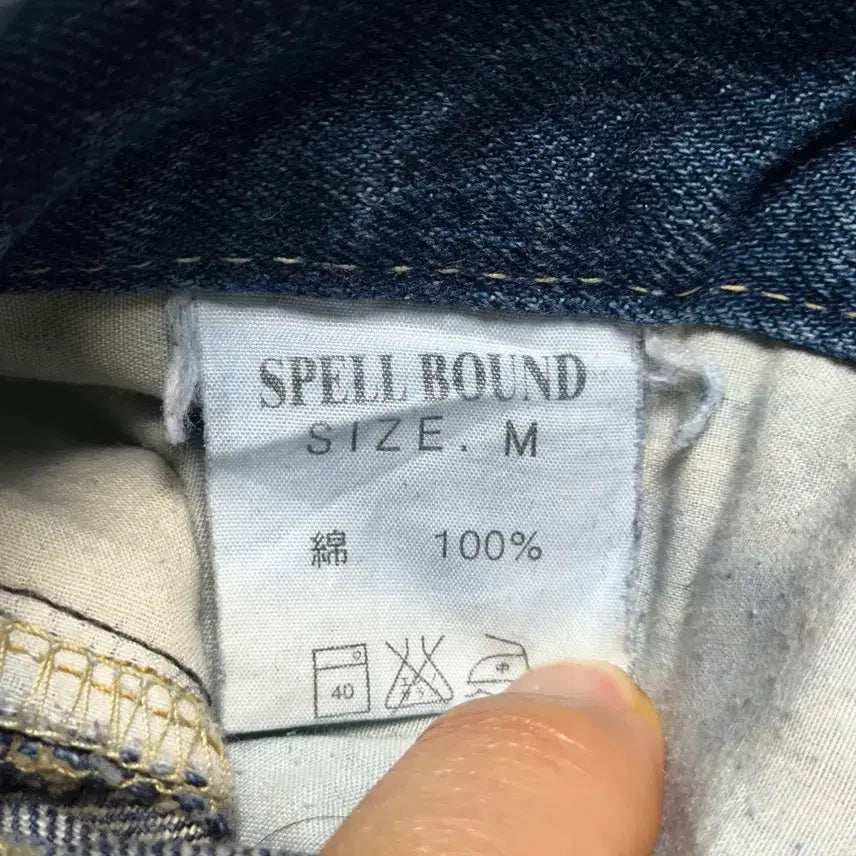 SPELL BOUND
SIZE. M
綿 100%
40